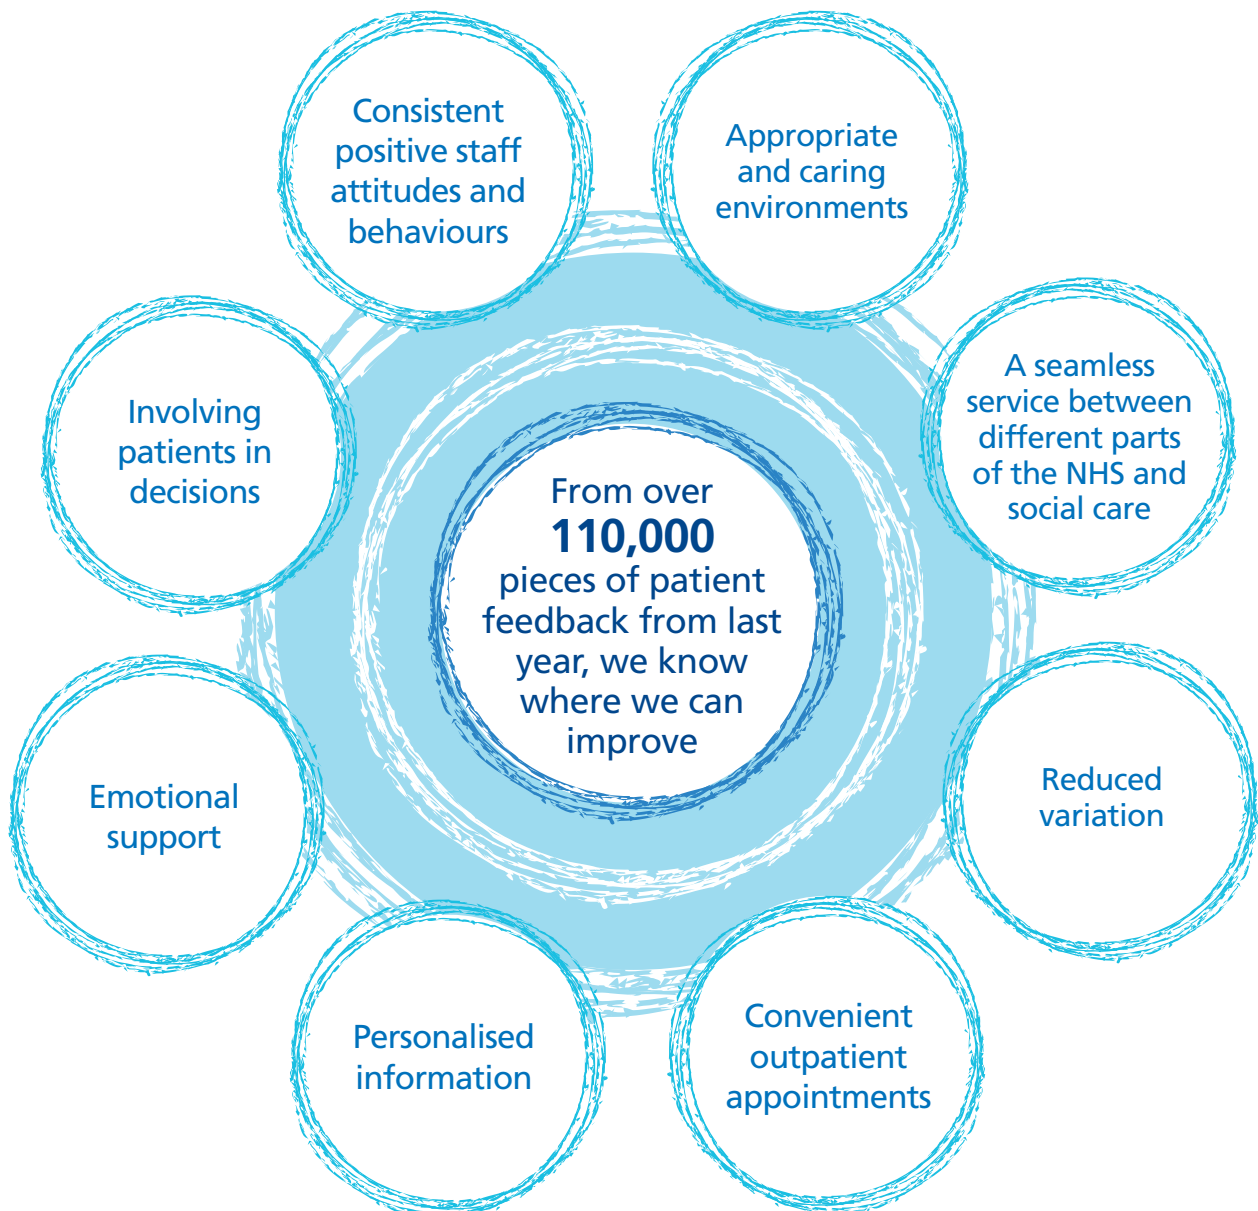 Consistent
positive staff
attitudes and
behaviours
Appropriate
and caring
environments
Involving
patients in
decisions
A seamless
service between
different parts
of the NHS and
social care
From over
110,000
pieces of patient
feedback from last
year, we know
where we can
improve
Emotional
support
Reduced
variation
Personalised
information
Convenient
outpatient
appointments